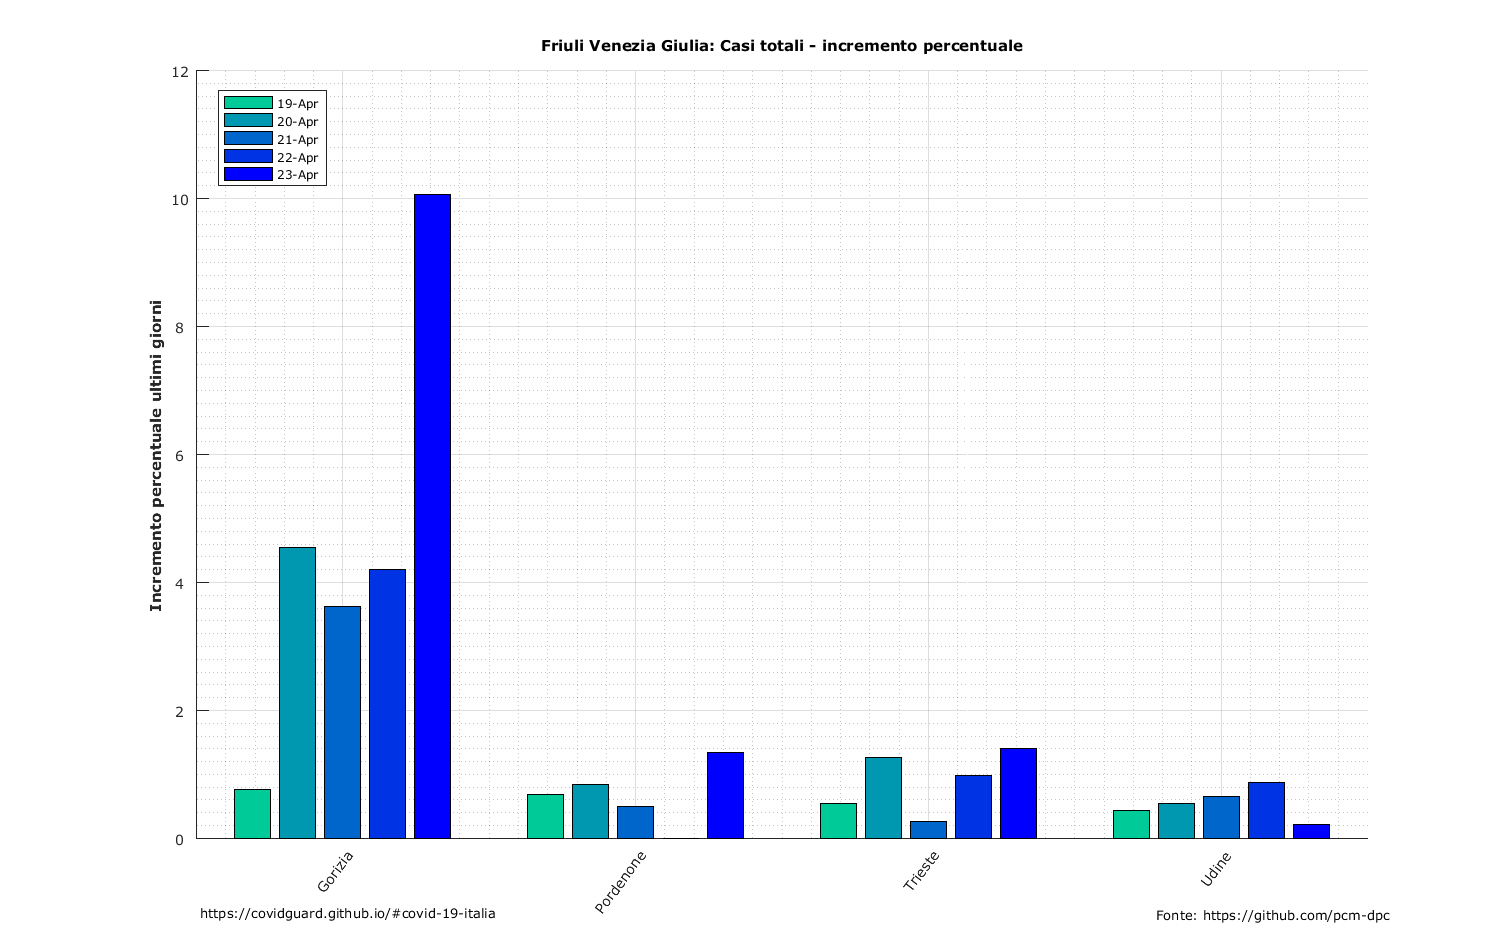 Friuli Venezia Giulia: Casi totali - incremento percentuale
12
10
8
6
4
2
0
Incremento percentuale ultimi giorni
19-Apr
20-Apr
21-Apr
22-Apr
23-Apr
Gorizia
Pordenone
Trieste
Udine
https://covidguard.github.io/#covid-19-italia
Fonte: https://github.com/pcm-dpc